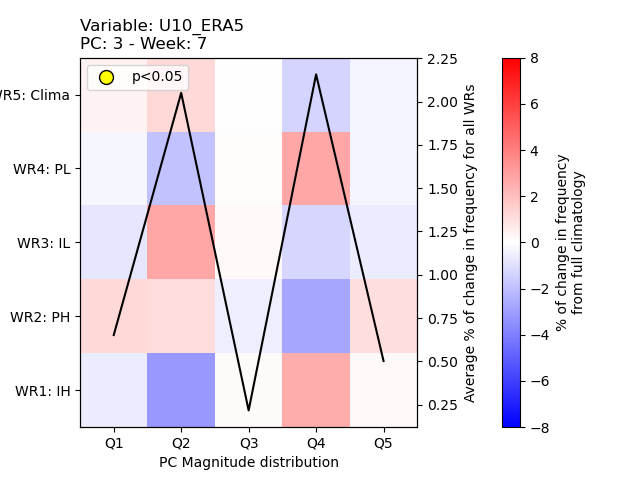 Variable: U10_ERA5
PC: 3 - Week: 7
p<0.05
WR5: Clima
WR4: PL
WR3: IL
WR2: PH
WR1: IH
Q1 Q2 Q3 Q4 Q5
PC Magnitude distribution
2.25
2.00
1.75
1.50
1.25
1.00
0.75
0.50
0.25
Average % of change in frequency for all WRs
8
6
4
2
0
−2
−4
−6
−8
% of change in frequency
from full climatology